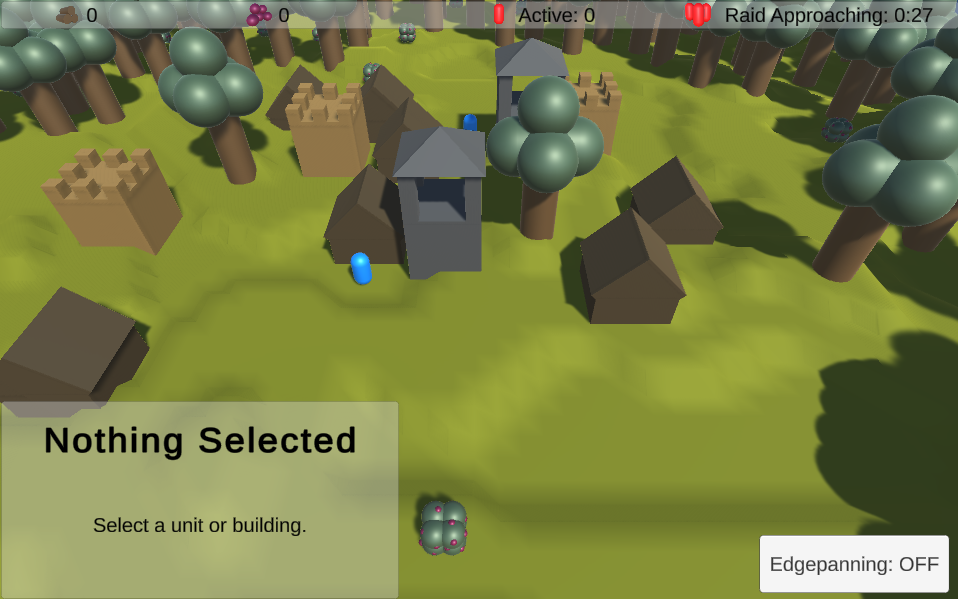 0
0
Active: 0
Raid Approaching: 0:27
Nothing Selected
Select a unit or building.
Edgepanning: OFF